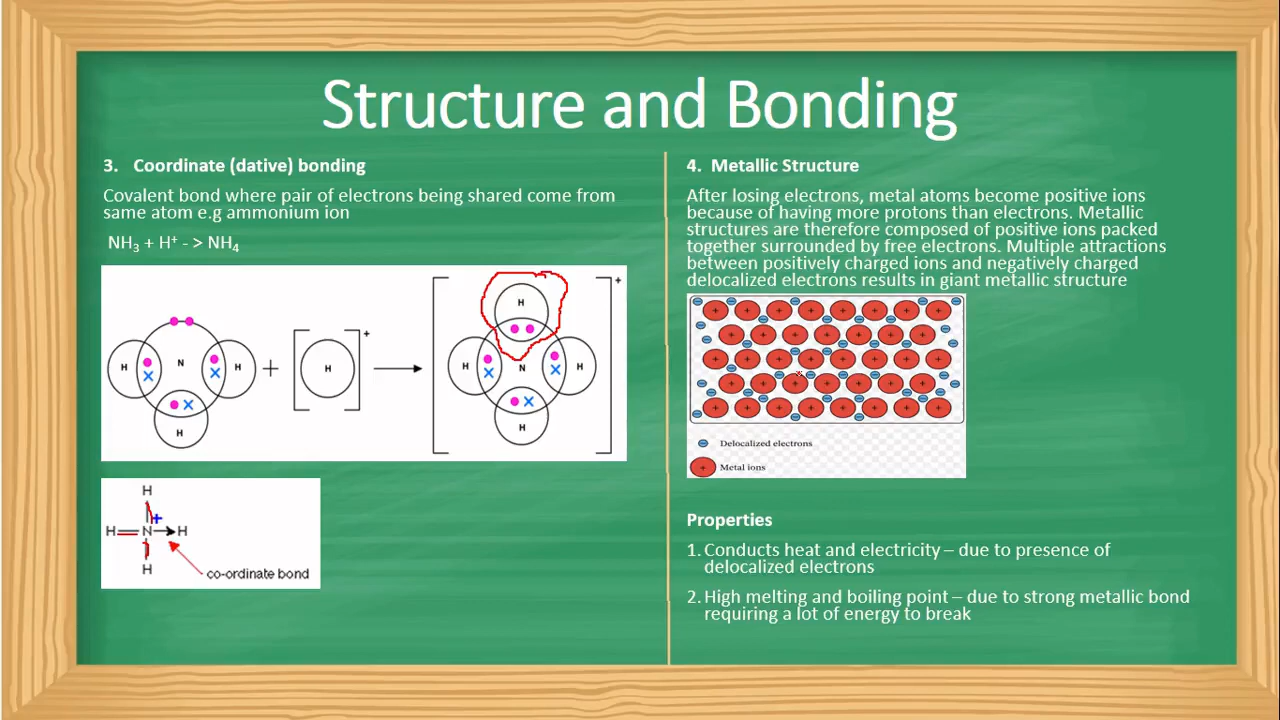 Structure and Bonding
3. Coordinate (dative) bonding
Covalent bond where pair of electrons being shared come from
same atom e.g ammonium ion
NH₃ + H⁺ - > NH₄
H
N
H
H
+
H
+
H
H
N
H
H
+
H
H
N
+
H
H
co-ordinate bond
4. Metallic Structure
After losing electrons, metal atoms become positive ions
because of having more protons than electrons. Metallic
structures are therefore composed of positive ions packed
together surrounded by free electrons. Multiple attractions
between positively charged ions and negatively charged
delocalized electrons results in giant metallic structure
Delocalized electrons
+ Metal ions
Properties
1. Conducts heat and electricity – due to presence of
delocalized electrons
2. High melting and boiling point – due to strong metallic bond
requiring a lot of energy to break